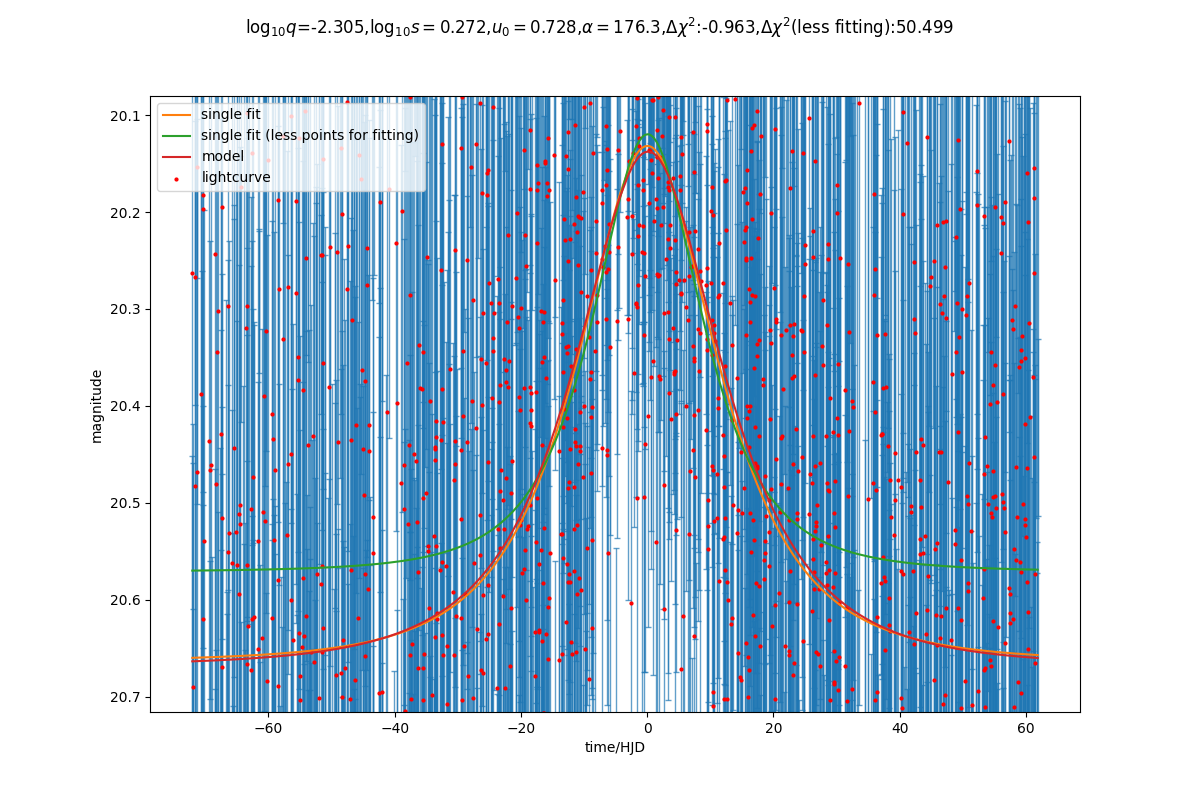 log₁₀q=-2.305,log₁₀s = 0.272,u₀ = 0.728,α = 176.3,Δχ²:-0.963,Δχ²(less fitting):50.499
single fit
single fit (less points for fitting)
model
lightcurve
20.1
20.2
20.3
20.4
20.5
20.6
20.7
magnitude
−60 −40 −20 0 20 40 60
time/HJD